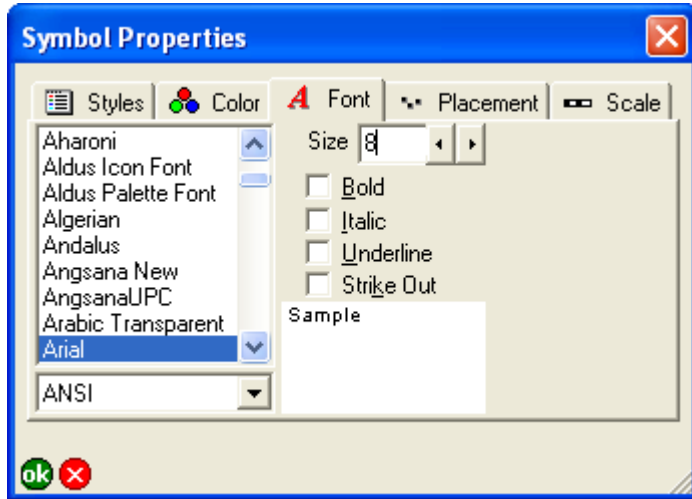 Symbol Properties
Styles Color A Font Placement Scale
Aharoni
Aldus Icon Font
Aldus Palette Font
Algerian
Andalus
Angsana New
AngsanaUPC
Arabic Transparent
Arial
ANSI
Size 8
Bold
Italic
Underline
Strike Out
Sample
ok